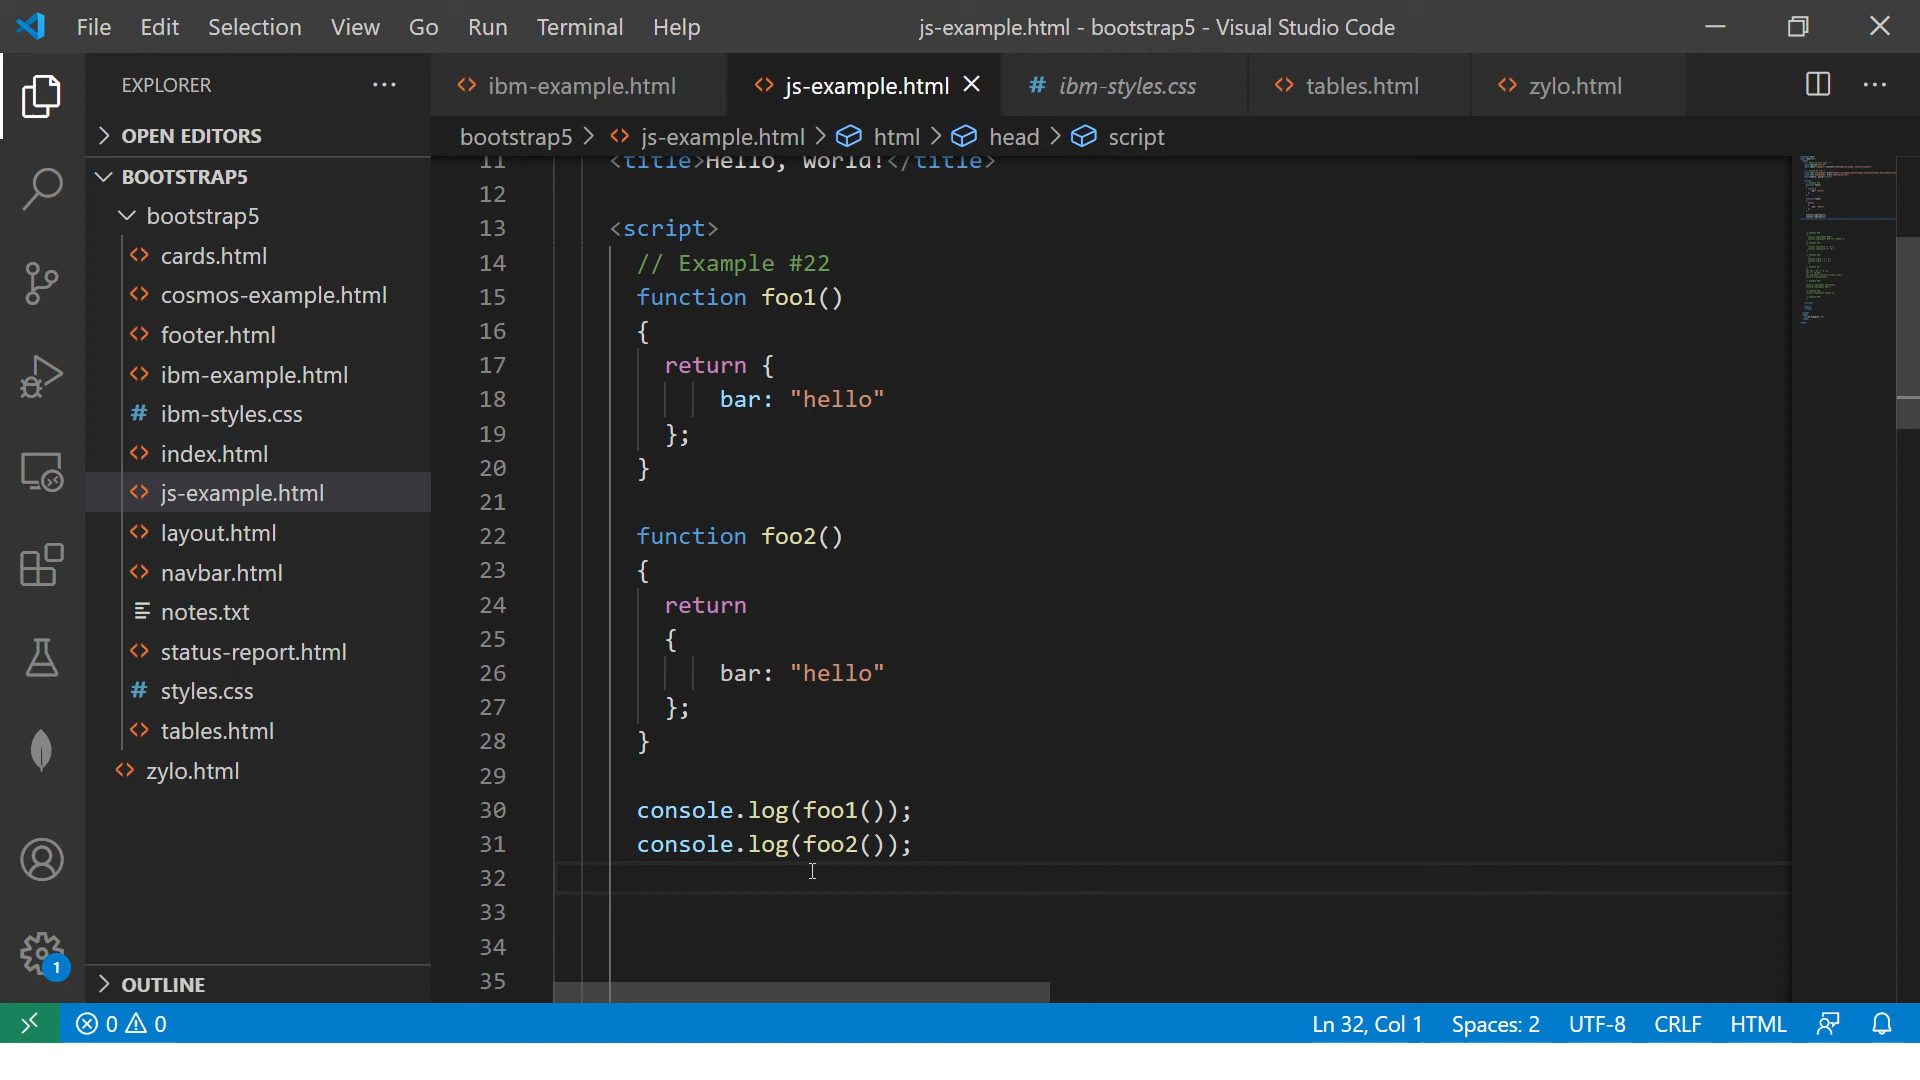 File Edit Selection View Go Run Terminal Help js-example.html - bootstrap5 - Visual Studio Code
EXPLORER
ibm-example.html js-example.html ibm-styles.css tables.html zylo.html
OPEN EDITORS
bootstrap5 js-example.html html head script
BOOTSTRAP5
bootstrap5
cards.html
cosmos-example.html
footer.html
ibm-example.html
ibm-styles.css
index.html
js-example.html
layout.html
navbar.html
notes.txt
status-report.html
styles.css
tables.html
zylo.html
OUTLINE
11 <title>Hello, world!</title>
12
13 <script>
14 // Example #22
15 function foo1()
16 {
17 return {
18 bar: "hello"
19 };
20 }
21
22 function foo2()
23 {
24 return
25 {
26 bar: "hello"
27 };
28 }
29
30 console.log(foo1());
31 console.log(foo2());
32
33
34
35
1
0 0 Ln 32, Col 1 Spaces: 2 UTF-8 CRLF HTML